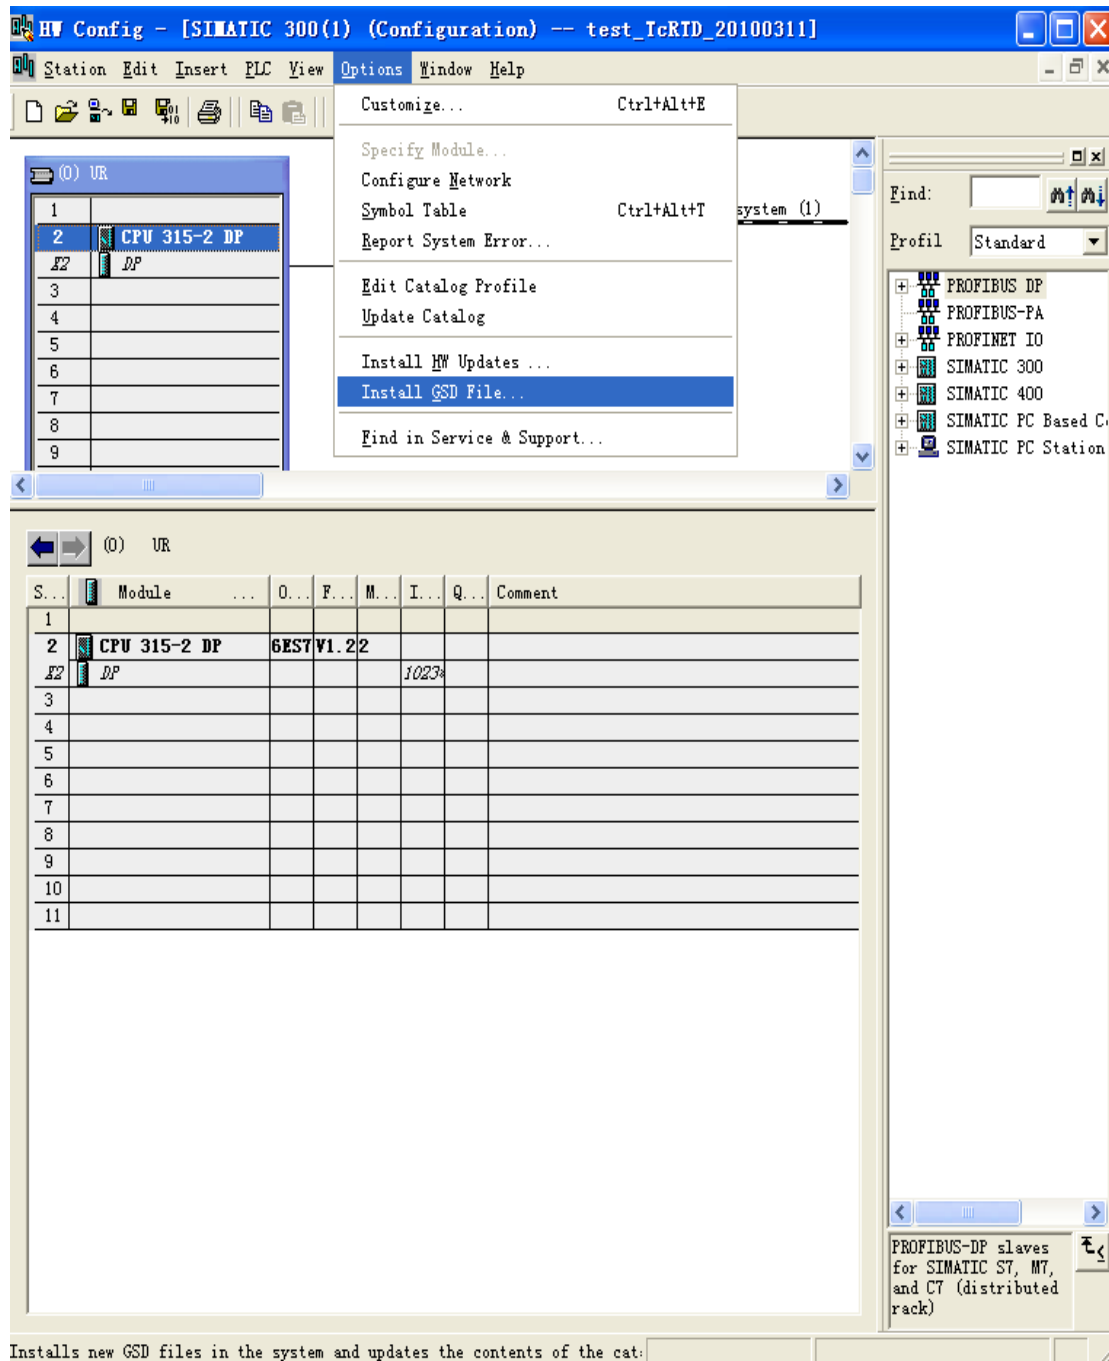 HW Config - [SIMATIC 300(1) (Configuration) -- test_TcRTD_20100311]
Station Edit Insert PLC View Options Window Help
Customize... Ctrl+Alt+E
Specify Module...
Configure Network
Symbol Table Ctrl+Alt+T
Report System Error...
Edit Catalog Profile
Update Catalog
Install HW Updates ...
Install GSD File...
Find in Service & Support...
(0) UR
1
2 CPU 315-2 DP
X2 DP
3
4
5
6
7
8
9
system (1)
Find:
Profil Standard
PROFIBUS DP
PROFIBUS-PA
PROFINET IO
SIMATIC 300
SIMATIC 400
SIMATIC PC Based C
SIMATIC PC Station
(0) UR
S... Module ... O... F... M... I... Q... Comment
1
2 CPU 315-2 DP 6ES7 V1.2 2
X2 DP 1023*
3
4
5
6
7
8
9
10
11
PROFIBUS-DP slaves
for SIMATIC S7, M7,
and C7 (distributed
rack)
Installs new GSD files in the system and updates the contents of the cat